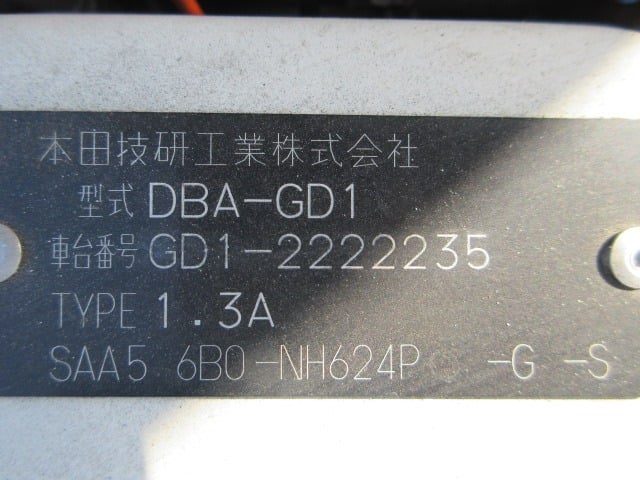 本田技研工業株式会社
型式 DBA-GD1
車台番号 GD1-2222235
TYPE 1.3A
SAA5 6B0-NH624P -G -S